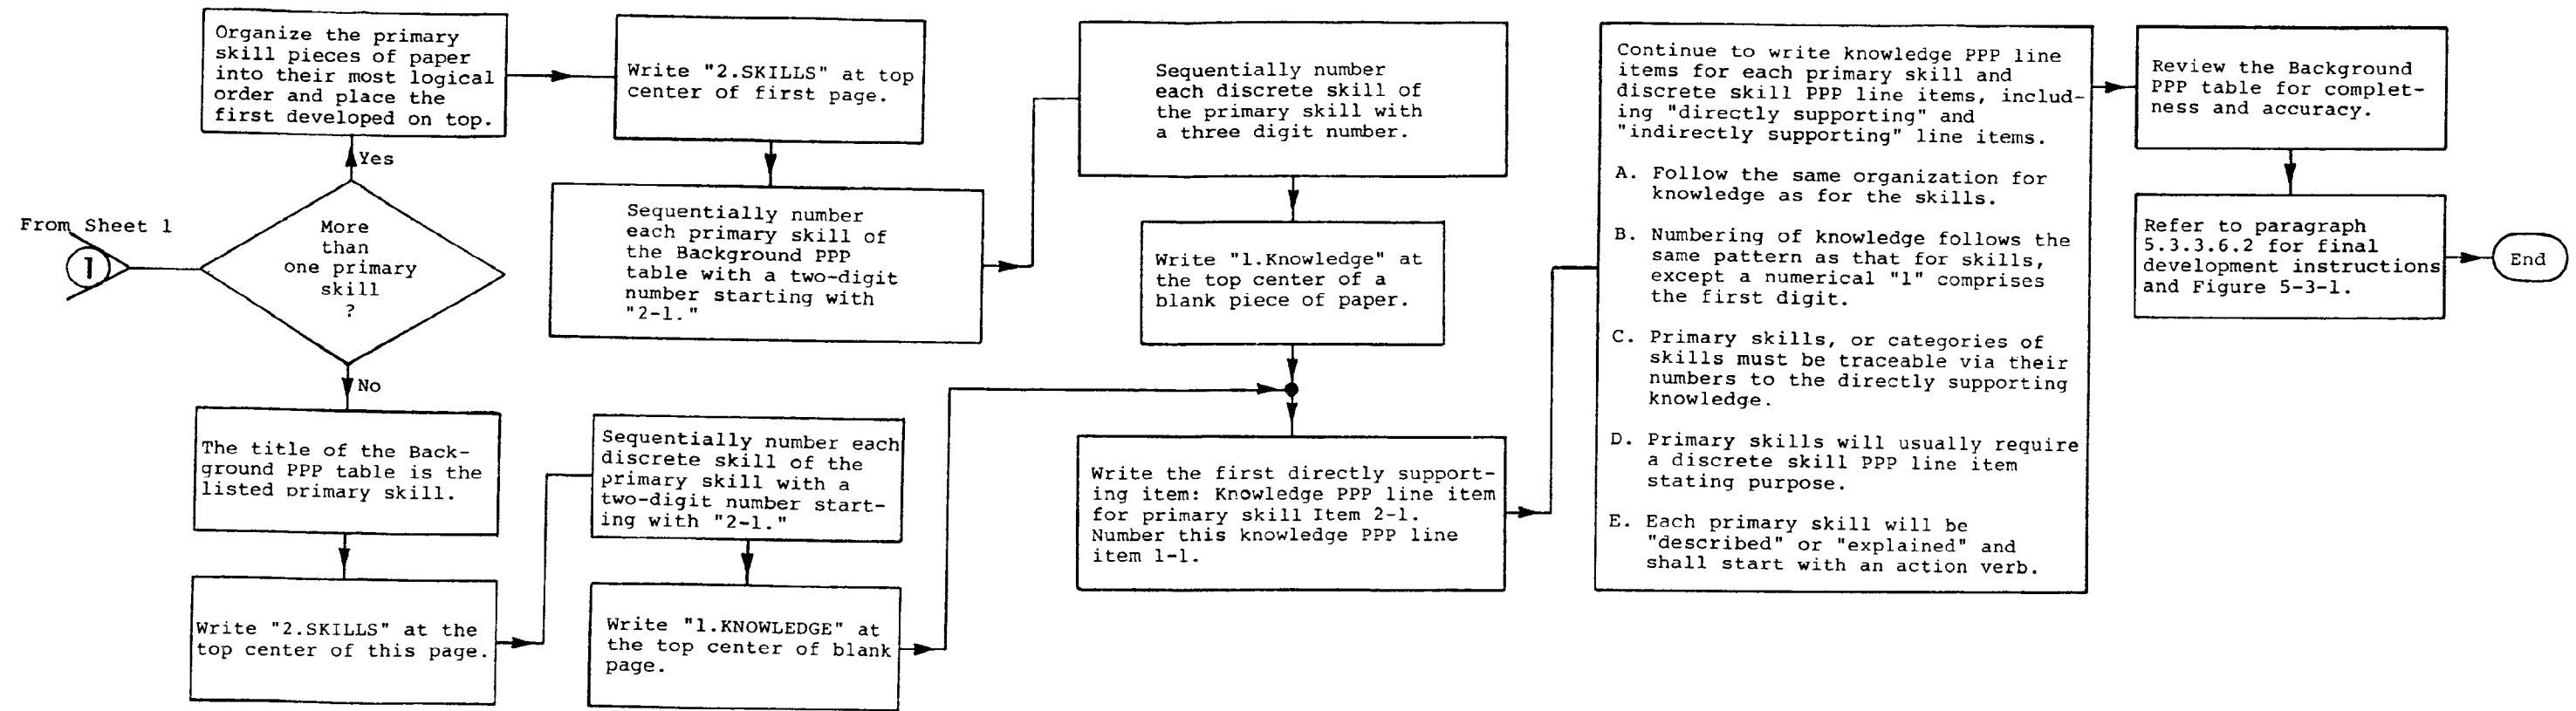 From Sheet 1
1
More
than
one primary
skill
?
Yes
Organize the primary
skill pieces of paper
into their most logical
order and place the
first developed on top.
Write "2.SKILLS" at top
center of first page.
Sequentially number
each primary skill of
the Background PPP
table with a two-digit
number starting with
"2-1."
Sequentially number
each discrete skill of
the primary skill with
a three digit number.
Write "1.Knowledge" at
the top center of a
blank piece of paper.
No
The title of the Back-
ground PPP table is the
listed primary skill.
Write "2.SKILLS" at the
top center of this page.
Sequentially number each
discrete skill of the
primary skill with a
two-digit number start-
ing with "2-1."
Write "1.KNOWLEDGE" at
the top center of blank
page.
Write the first directly support-
ing item: Knowledge PPP line item
for primary skill Item 2-1.
Number this knowledge PPP line
item 1-1.
Continue to write knowledge PPP line
items for each primary skill and
discrete skill PPP line items, includ-
ing "directly supporting" and
"indirectly supporting" line items.
A. Follow the same organization for
knowledge as for the skills.
B. Numbering of knowledge follows the
same pattern as that for skills,
except a numerical "1" comprises
the first digit.
C. Primary skills, or categories of
skills must be traceable via their
numbers to the directly supporting
knowledge.
D. Primary skills will usually require
a discrete skill PPP line item
stating purpose.
E. Each primary skill will be
"described" or "explained" and
shall start with an action verb.
Review the Background
PPP table for complet-
ness and accuracy.
Refer to paragraph
5.3.3.6.2 for final
development instructions
and Figure 5-3-1.
End